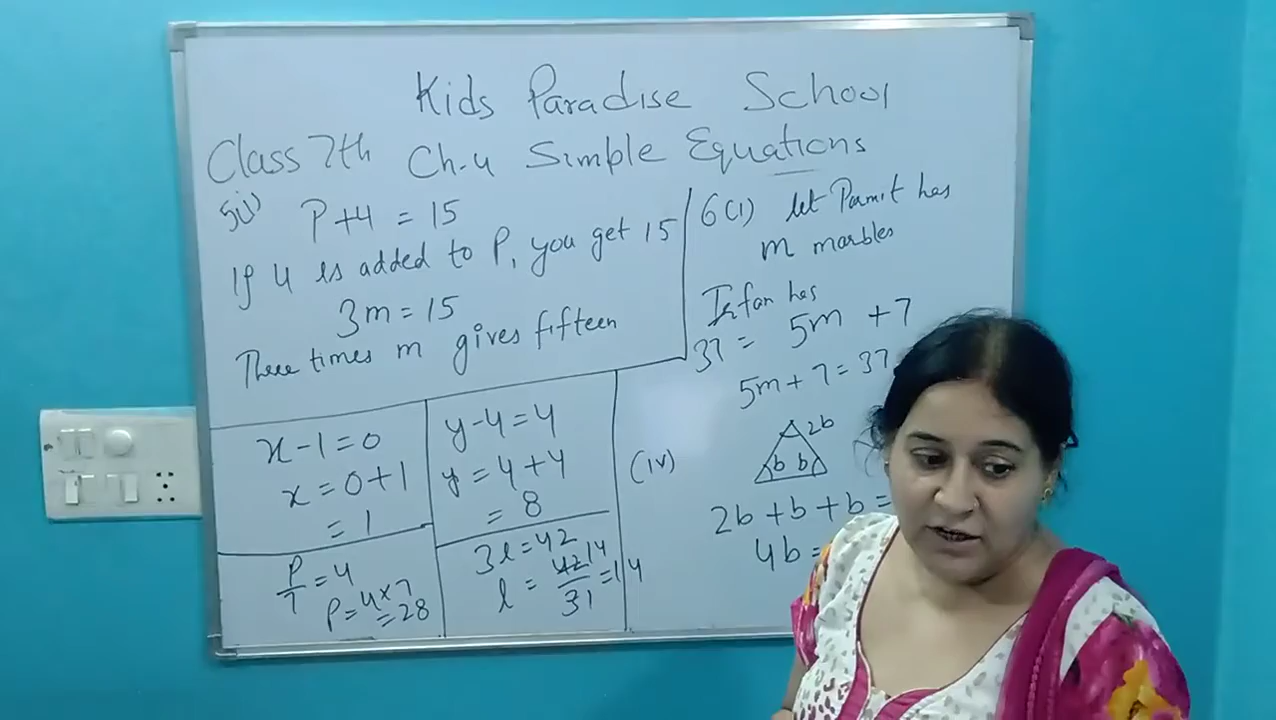 Kids Paradise School
Class 7th Ch-4 Simple Equations
5(i) P+4 = 15
If 4 is added to P, you get 15
3m = 15
Three times m gives fifteen
6(1) let Parmit has
m marbles
Irfan has
37 = 5m + 7
5m + 7 = 37
x - 1 = 0
x = 0+1
= 1
y - 4 = 4
y = 4+4
= 8
P/7 = 4
P = 4×7
= 28
3l = 42
l = 42 14 / 3 1 = 14
(iv)
2b
b b
2b + b + b =
4b =